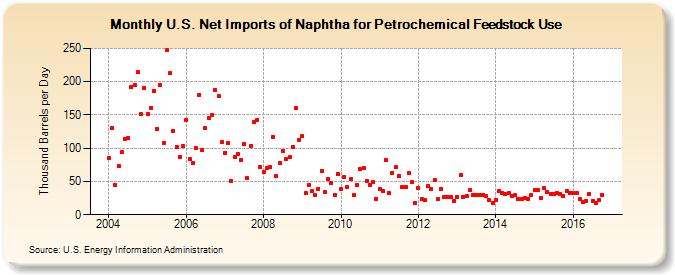 Monthly U.S. Net Imports of Naphtha for Petrochemical Feedstock Use
Thousand Barrels per Day
250
200
150
100
50
0
2004 2006 2008 2010 2012 2014 2016
Source: U.S. Energy Information Administration